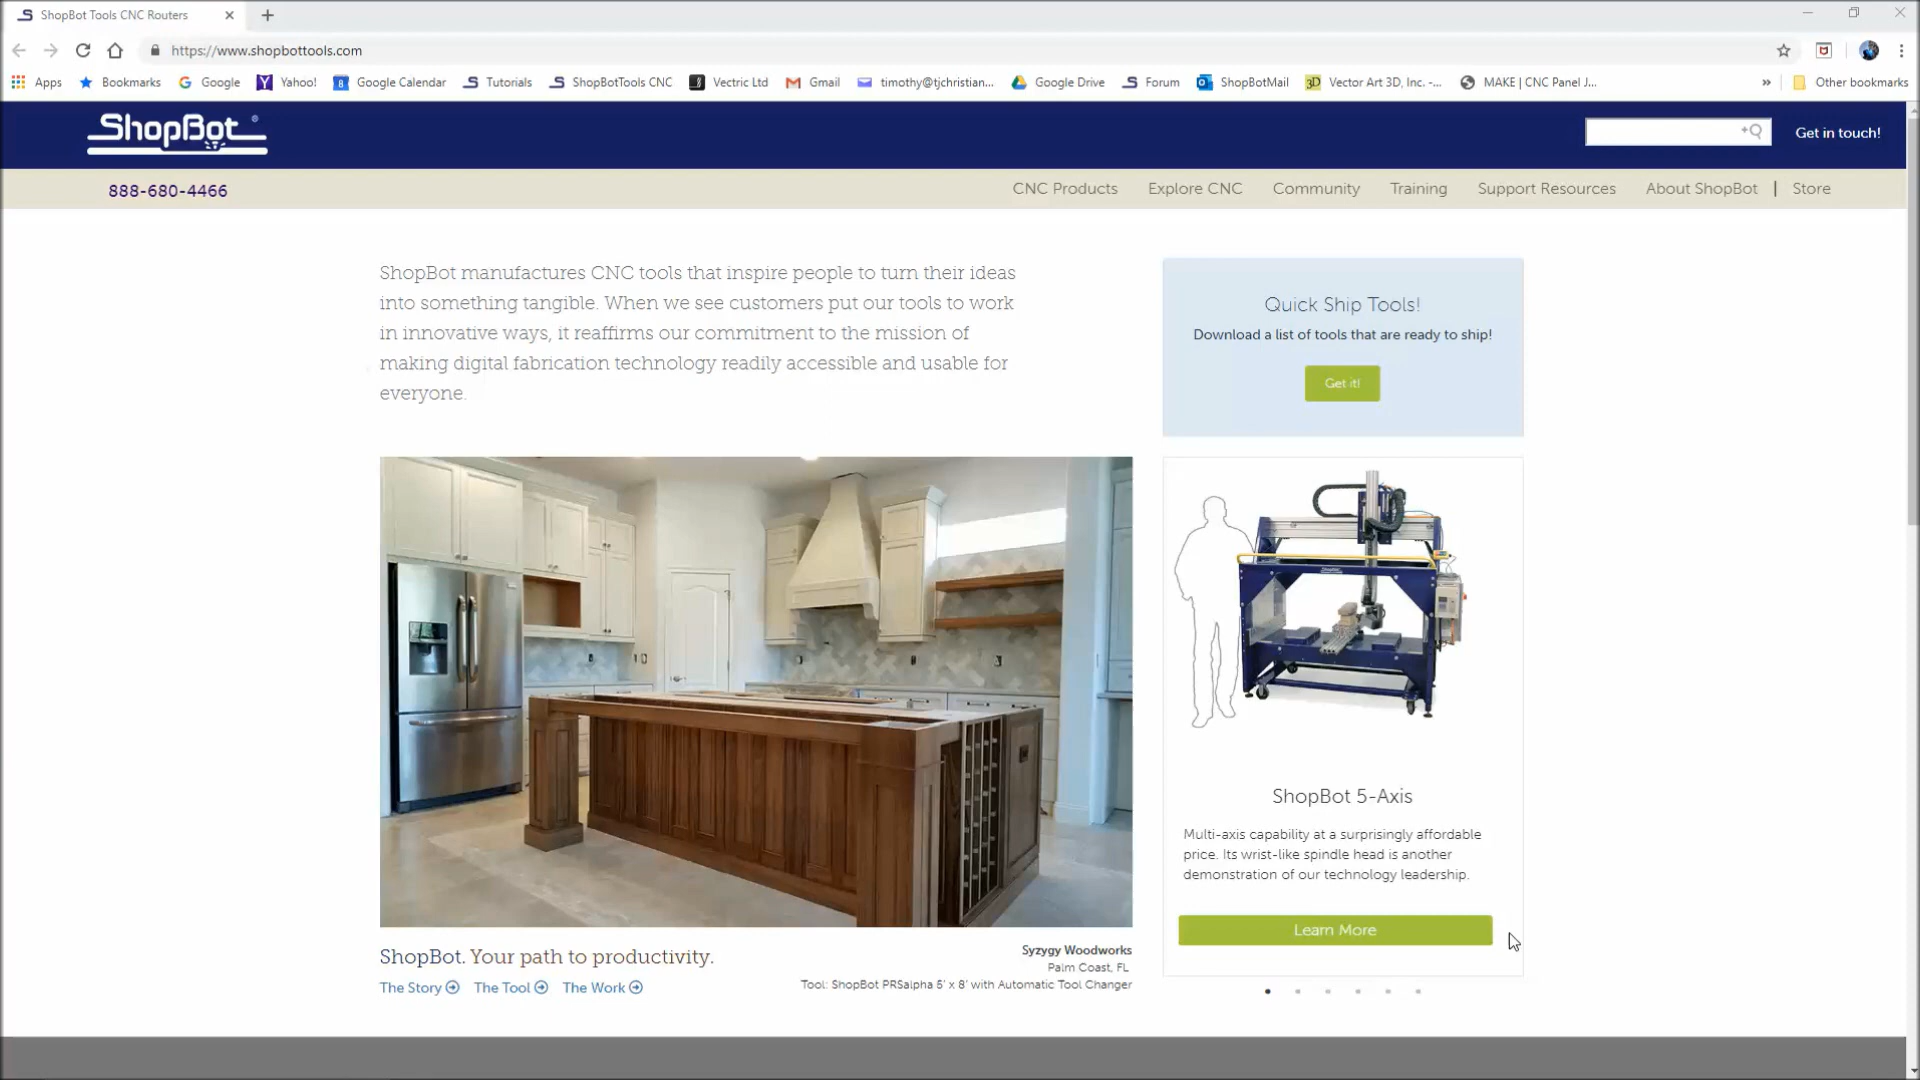 ShopBot Tools CNC Routers
https://www.shopbottools.com
Apps Bookmarks Google Yahoo! Google Calendar Tutorials ShopBotTools CNC Vectric Ltd Gmail timothy@tjchristian... Google Drive Forum ShopBotMail Vector Art 3D, Inc. -... MAKE | CNC Panel J... » Other bookmarks
ShopBot® Get in touch!
888-680-4466 CNC Products Explore CNC Community Training Support Resources About ShopBot | Store
ShopBot manufactures CNC tools that inspire people to turn their ideas
into something tangible. When we see customers put our tools to work
in innovative ways, it reaffirms our commitment to the mission of
making digital fabrication technology readily accessible and usable for
everyone.
Quick Ship Tools!
Download a list of tools that are ready to ship!
Get it!
ShopBot 5-Axis
Multi-axis capability at a surprisingly affordable
price. Its wrist-like spindle head is another
demonstration of our technology leadership.
Learn More
ShopBot. Your path to productivity.
The Story The Tool The Work
Syzygy Woodworks
Palm Coast, FL
Tool: ShopBot PRSalpha 5' x 8' with Automatic Tool Changer